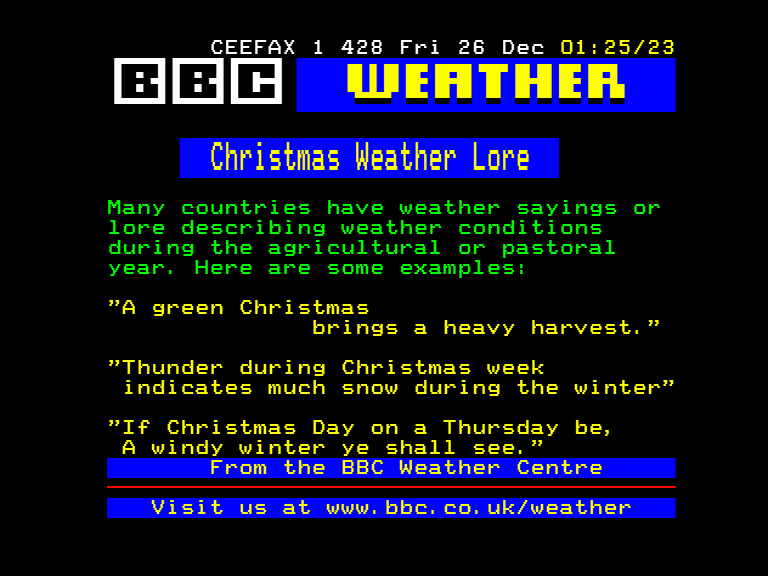 CEEFAX 1 428 Fri 26 Dec 01:25/23
BBC WEATHER
Christmas Weather Lore
Many countries have weather sayings or
lore describing weather conditions
during the agricultural or pastoral
year. Here are some examples:
"A green Christmas
brings a heavy harvest."
"Thunder during Christmas week
indicates much snow during the winter"
"If Christmas Day on a Thursday be,
A windy winter ye shall see."
From the BBC Weather Centre
Visit us at www.bbc.co.uk/weather